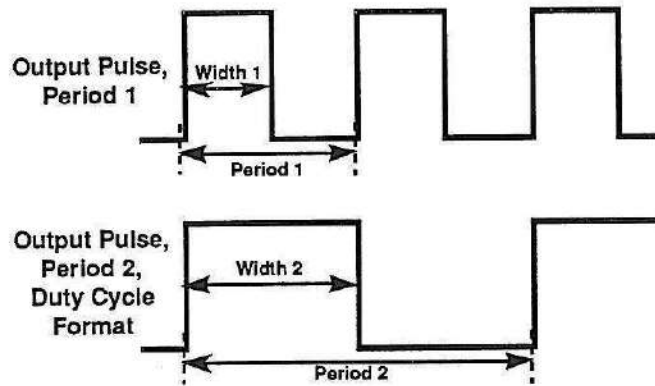 Output Pulse,
Period 1
Width 1
Period 1
Output Pulse,
Period 2,
Duty Cycle
Format
Width 2
Period 2